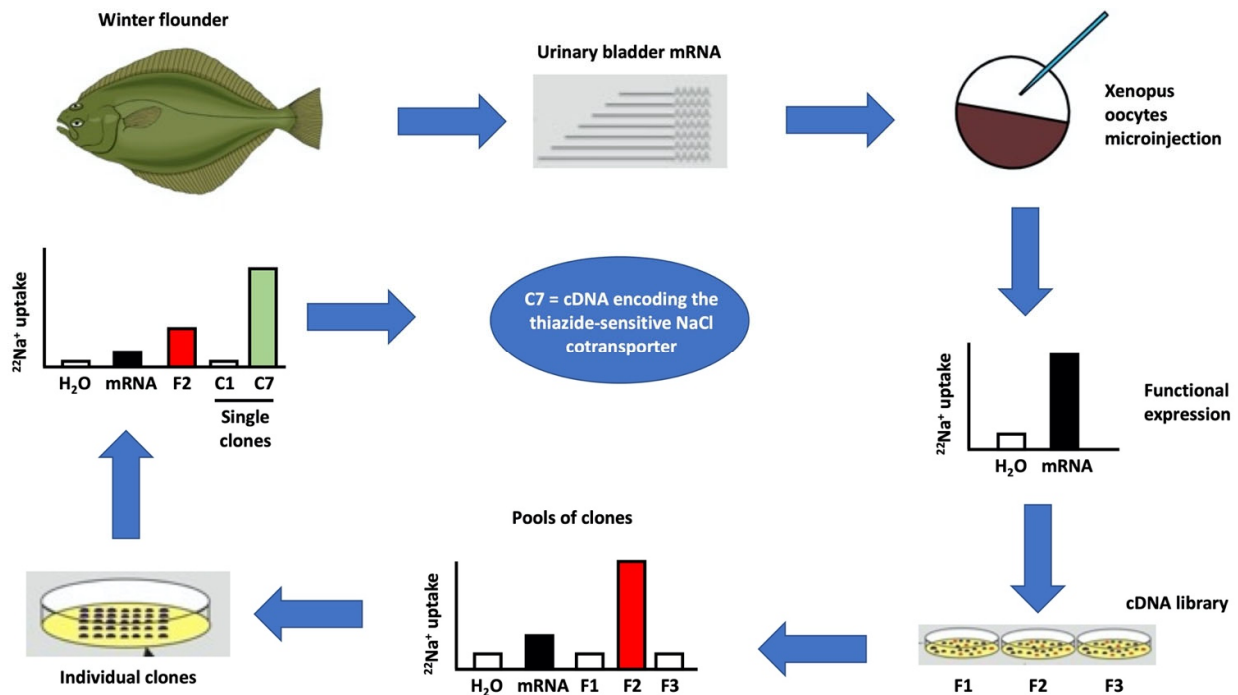 Winter flounder
Urinary bladder mRNA
Xenopus
oocytes
microinjection
²²Na⁺ uptake
H₂O mRNA
Functional
expression
cDNA library
F1 F2 F3
Pools of clones
²²Na⁺ uptake
H₂O mRNA F1 F2 F3
Individual clones
²²Na⁺ uptake
H₂O mRNA F2 C1 C7
Single
clones
C7 = cDNA encoding the
thiazide-sensitive NaCl
cotransporter